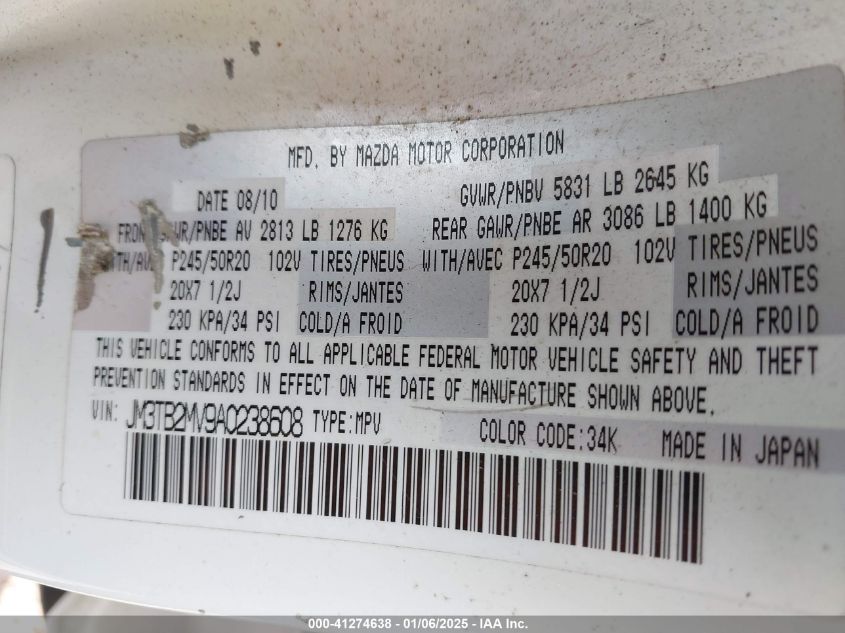 MFD. BY MAZDA MOTOR CORPORATION
DATE 08/10 GVWR/PNBV 5831 LB 2645 KG
FRONT GAWR/PNBE AV 2813 LB 1276 KG REAR GAWR/PNBE AR 3086 LB 1400 KG
WITH/AVEC P245/50R20 102V TIRES/PNEUS WITH/AVEC P245/50R20 102V TIRES/PNEUS
20X7 1/2J RIMS/JANTES 20X7 1/2J RIMS/JANTES
230 KPA/34 PSI COLD/A FROID 230 KPA/34 PSI COLD/A FROID
THIS VEHICLE CONFORMS TO ALL APPLICABLE FEDERAL MOTOR VEHICLE SAFETY AND THEFT
PREVENTION STANDARDS IN EFFECT ON THE DATE OF MANUFACTURE SHOWN ABOVE.
VIN: JM3TB2MV9A0238608 TYPE:MPV COLOR CODE:34K MADE IN JAPAN
000-41274638 - 01/06/2025 - IAA Inc.